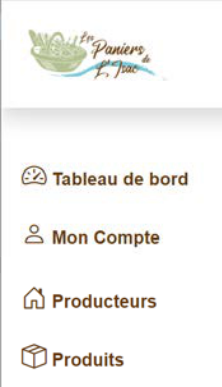 Les
Paniers
de
L'Isac
Tableau de bord
Mon Compte
Producteurs
Produits